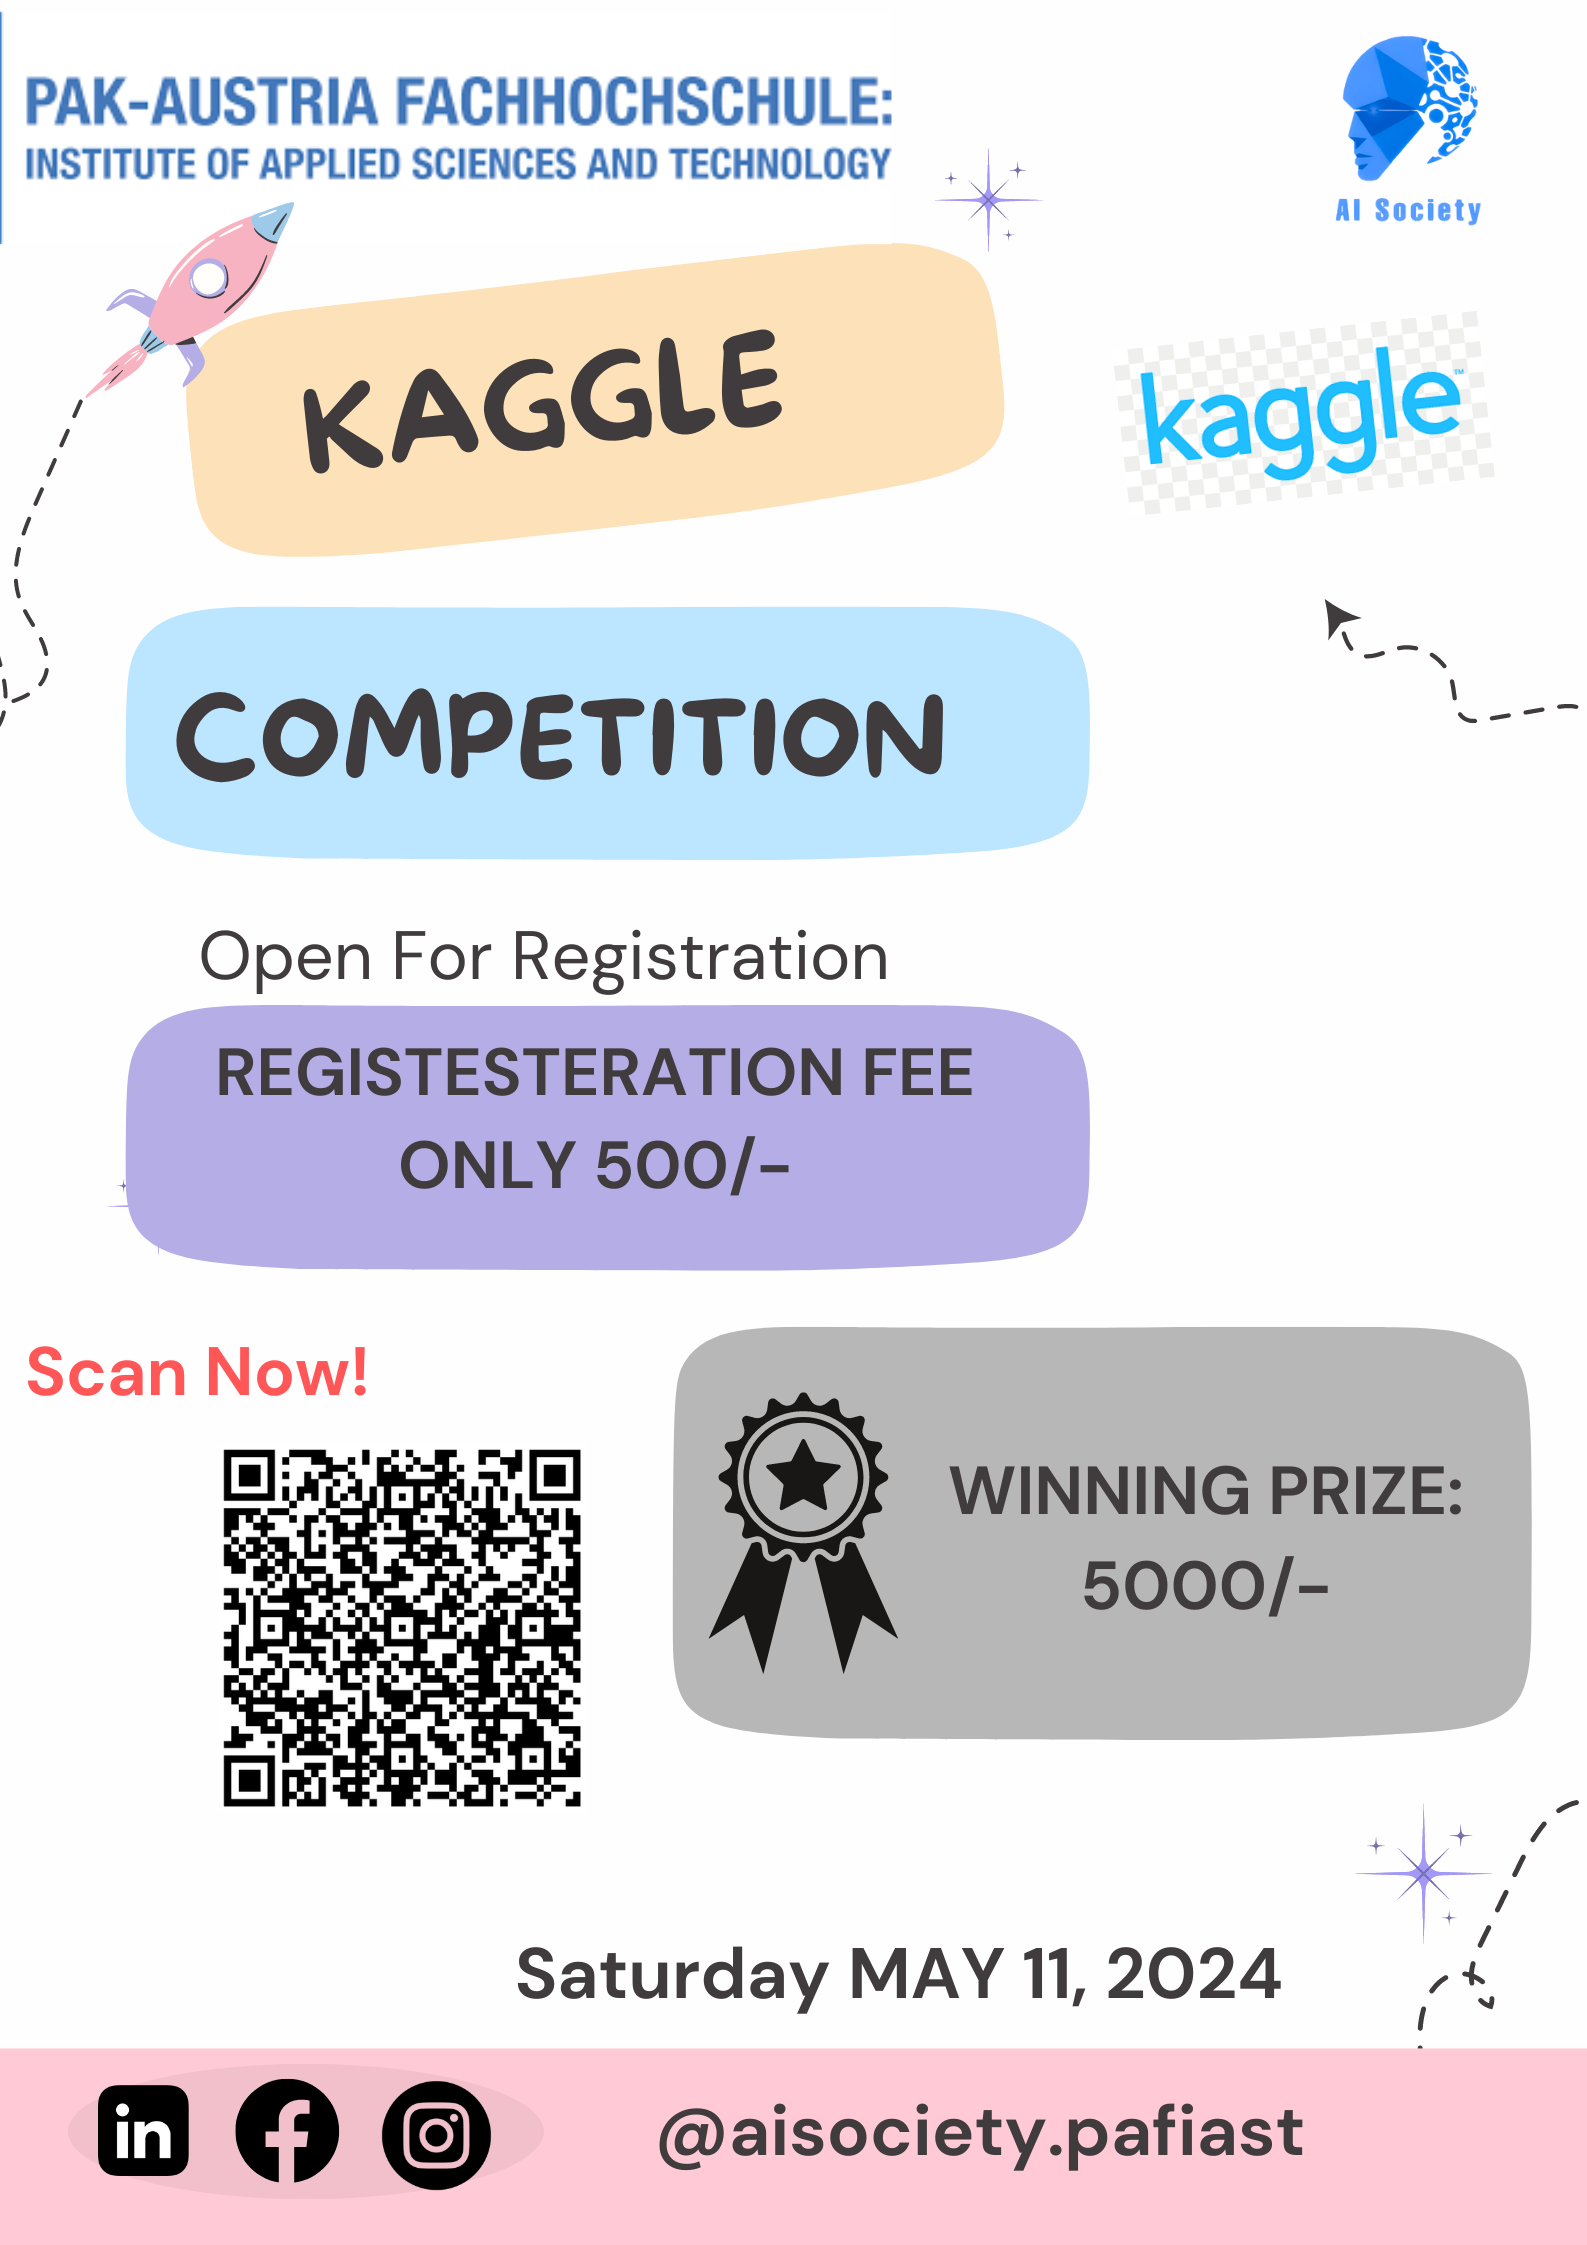 PAK-AUSTRIA FACHHOCHSCHULE:
INSTITUTE OF APPLIED SCIENCES AND TECHNOLOGY
AI Society
KAGGLE
kaggle™
COMPETITION
Open For Registration
REGISTESTERATION FEE
ONLY 500/-
Scan Now!
WINNING PRIZE:
5000/-
Saturday MAY 11, 2024
in
@aisociety.pafiast